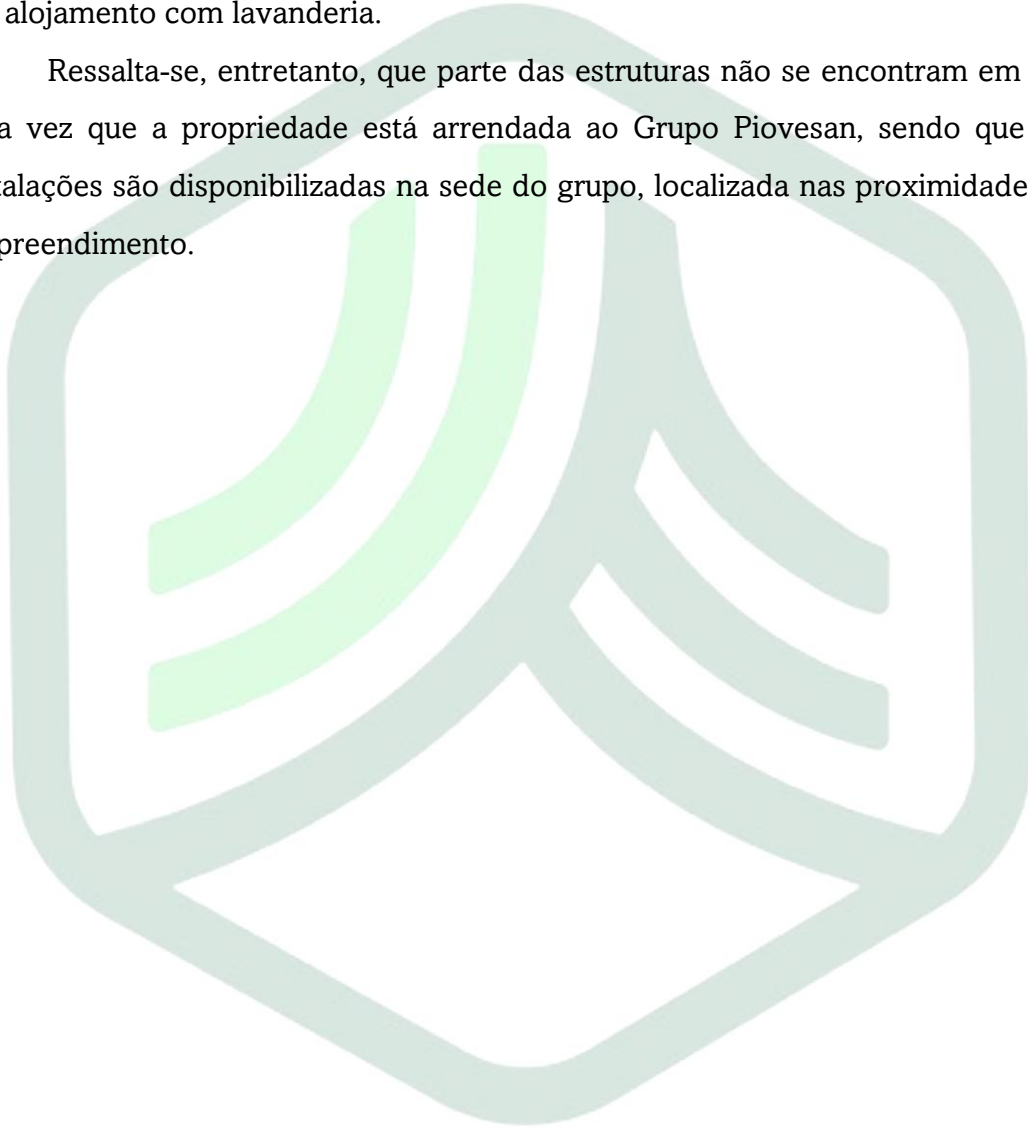 alojamento com lavanderia.
Ressalta-se, entretanto, que parte das estruturas não se encontram em
a vez que a propriedade está arrendada ao Grupo Piovesan, sendo que
talações são disponibilizadas na sede do grupo, localizada nas proximidade
preendimento.